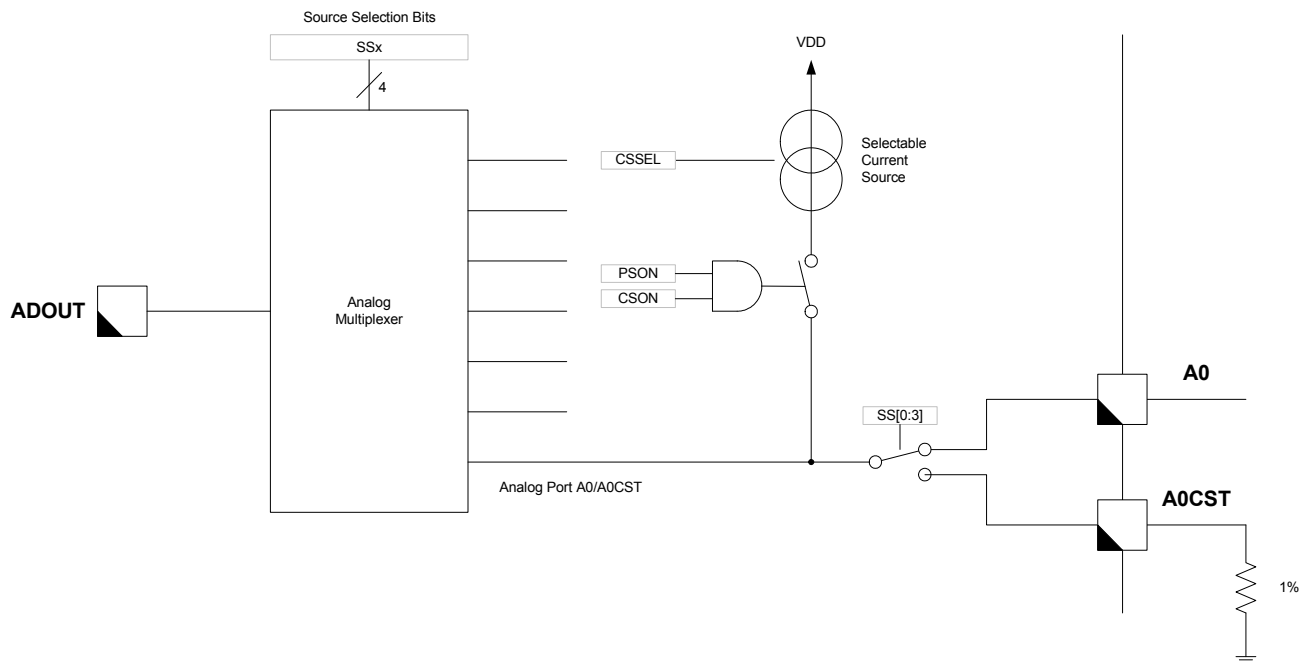 Source Selection Bits
SSx
4
VDD
CSSEL
Selectable
Current
Source
PSON
CSON
ADOUT
Analog
Multiplexer
A0
SS[0:3]
Analog Port A0/A0CST
A0CST
1%